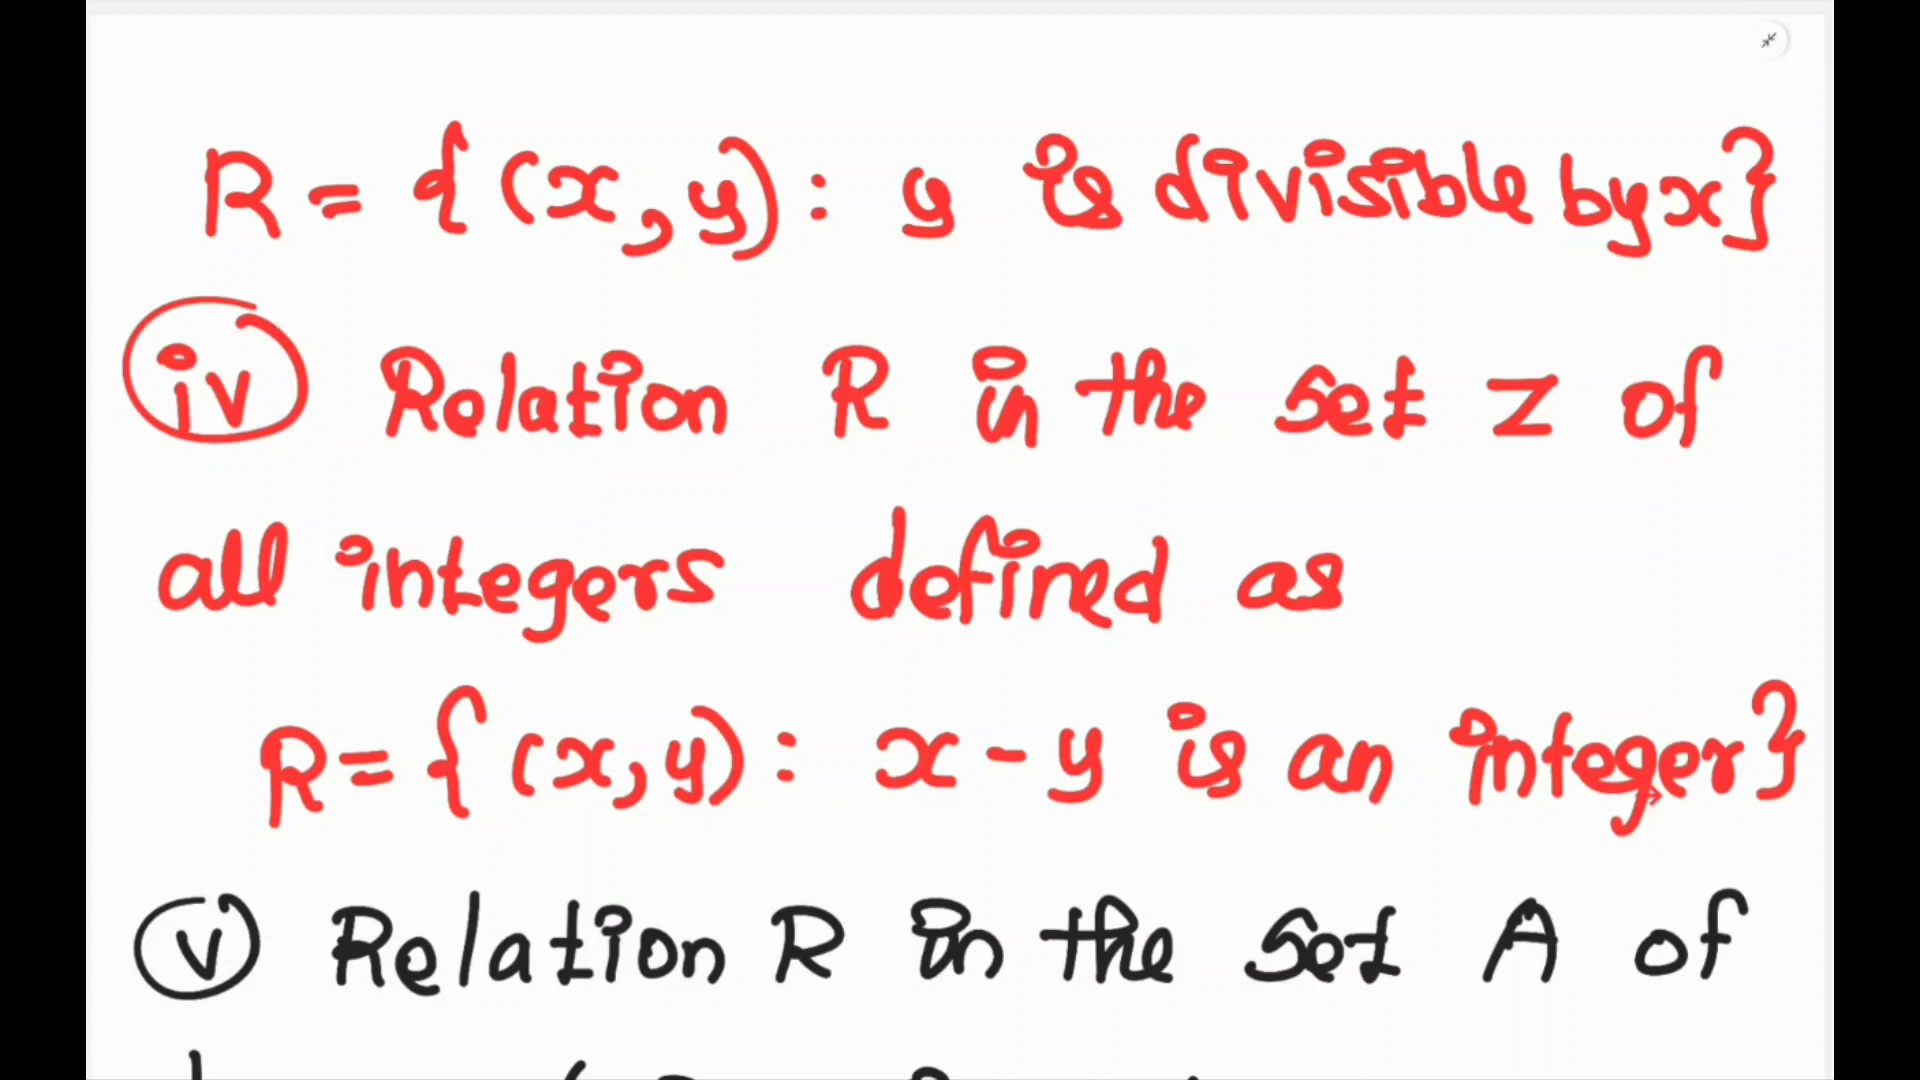 R = {(x, y) : y is divisible by x}
iv Relation R in the set Z of
all integers defined as
R = {(x, y) : x - y is an integer}
v Relation R in the set A of